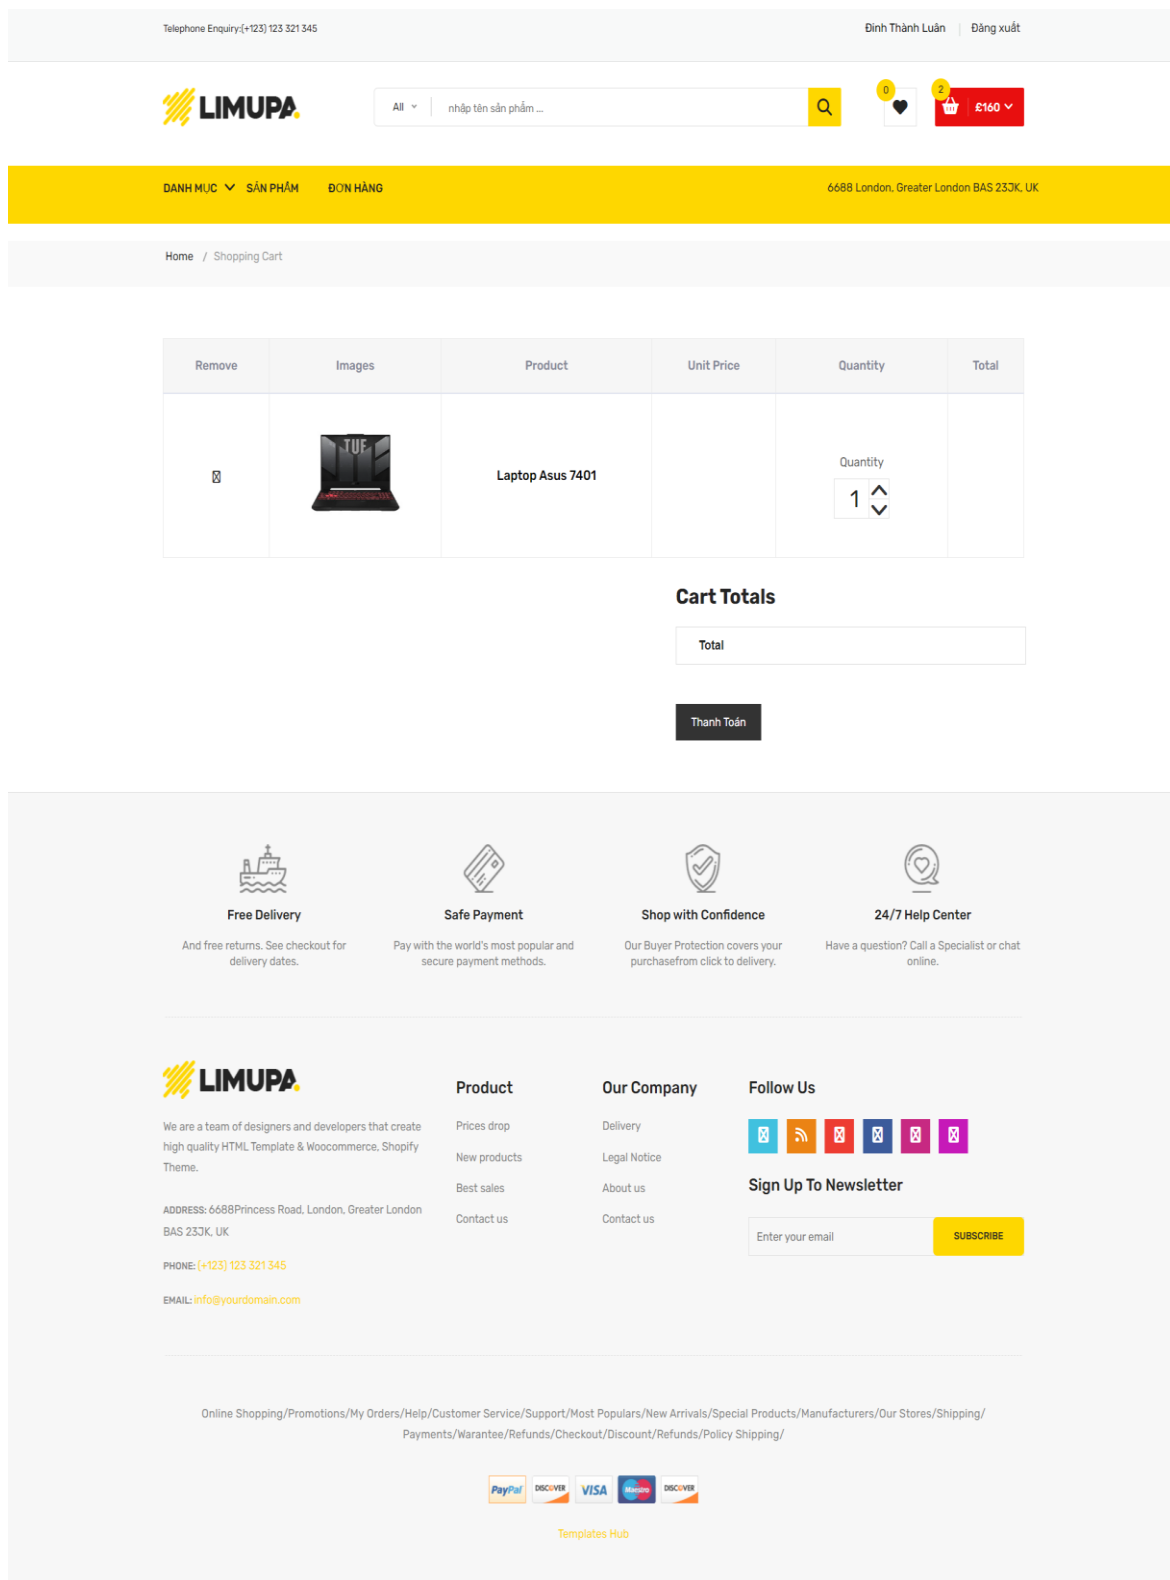 Telephone Enquiry:(+123) 123 321 345
Đinh Thành Luân
Đăng xuất
LIMUPA.
All
nhập tên sản phẩm ...
0
2
£160
DANH MỤC
SẢN PHẨM
ĐƠN HÀNG
6688 London, Greater London BAS 23JK, UK
Home / Shopping Cart
Remove
Images
Product
Unit Price
Quantity
Total
TUF
Laptop Asus 7401
Quantity
1
Cart Totals
Total
Thanh Toán
Free Delivery
And free returns. See checkout for
delivery dates.
Safe Payment
Pay with the world's most popular and
secure payment methods.
Shop with Confidence
Our Buyer Protection covers your
purchasefrom click to delivery.
24/7 Help Center
Have a question? Call a Specialist or chat
online.
LIMUPA.
We are a team of designers and developers that create
high quality HTML Template & Woocommerce, Shopify
Theme.
ADDRESS: 6688Princess Road, London, Greater London
BAS 23JK, UK
PHONE: (+123) 123 321 345
EMAIL: info@yourdomain.com
Product
Prices drop
New products
Best sales
Contact us
Our Company
Delivery
Legal Notice
About us
Contact us
Follow Us
Sign Up To Newsletter
Enter your email
SUBSCRIBE
Online Shopping/Promotions/My Orders/Help/Customer Service/Support/Most Populars/New Arrivals/Special Products/Manufacturers/Our Stores/Shipping/
Payments/Warantee/Refunds/Checkout/Discount/Refunds/Policy Shipping/
PayPal
DISCOVER
VISA
Maestro
DISCOVER
Templates Hub